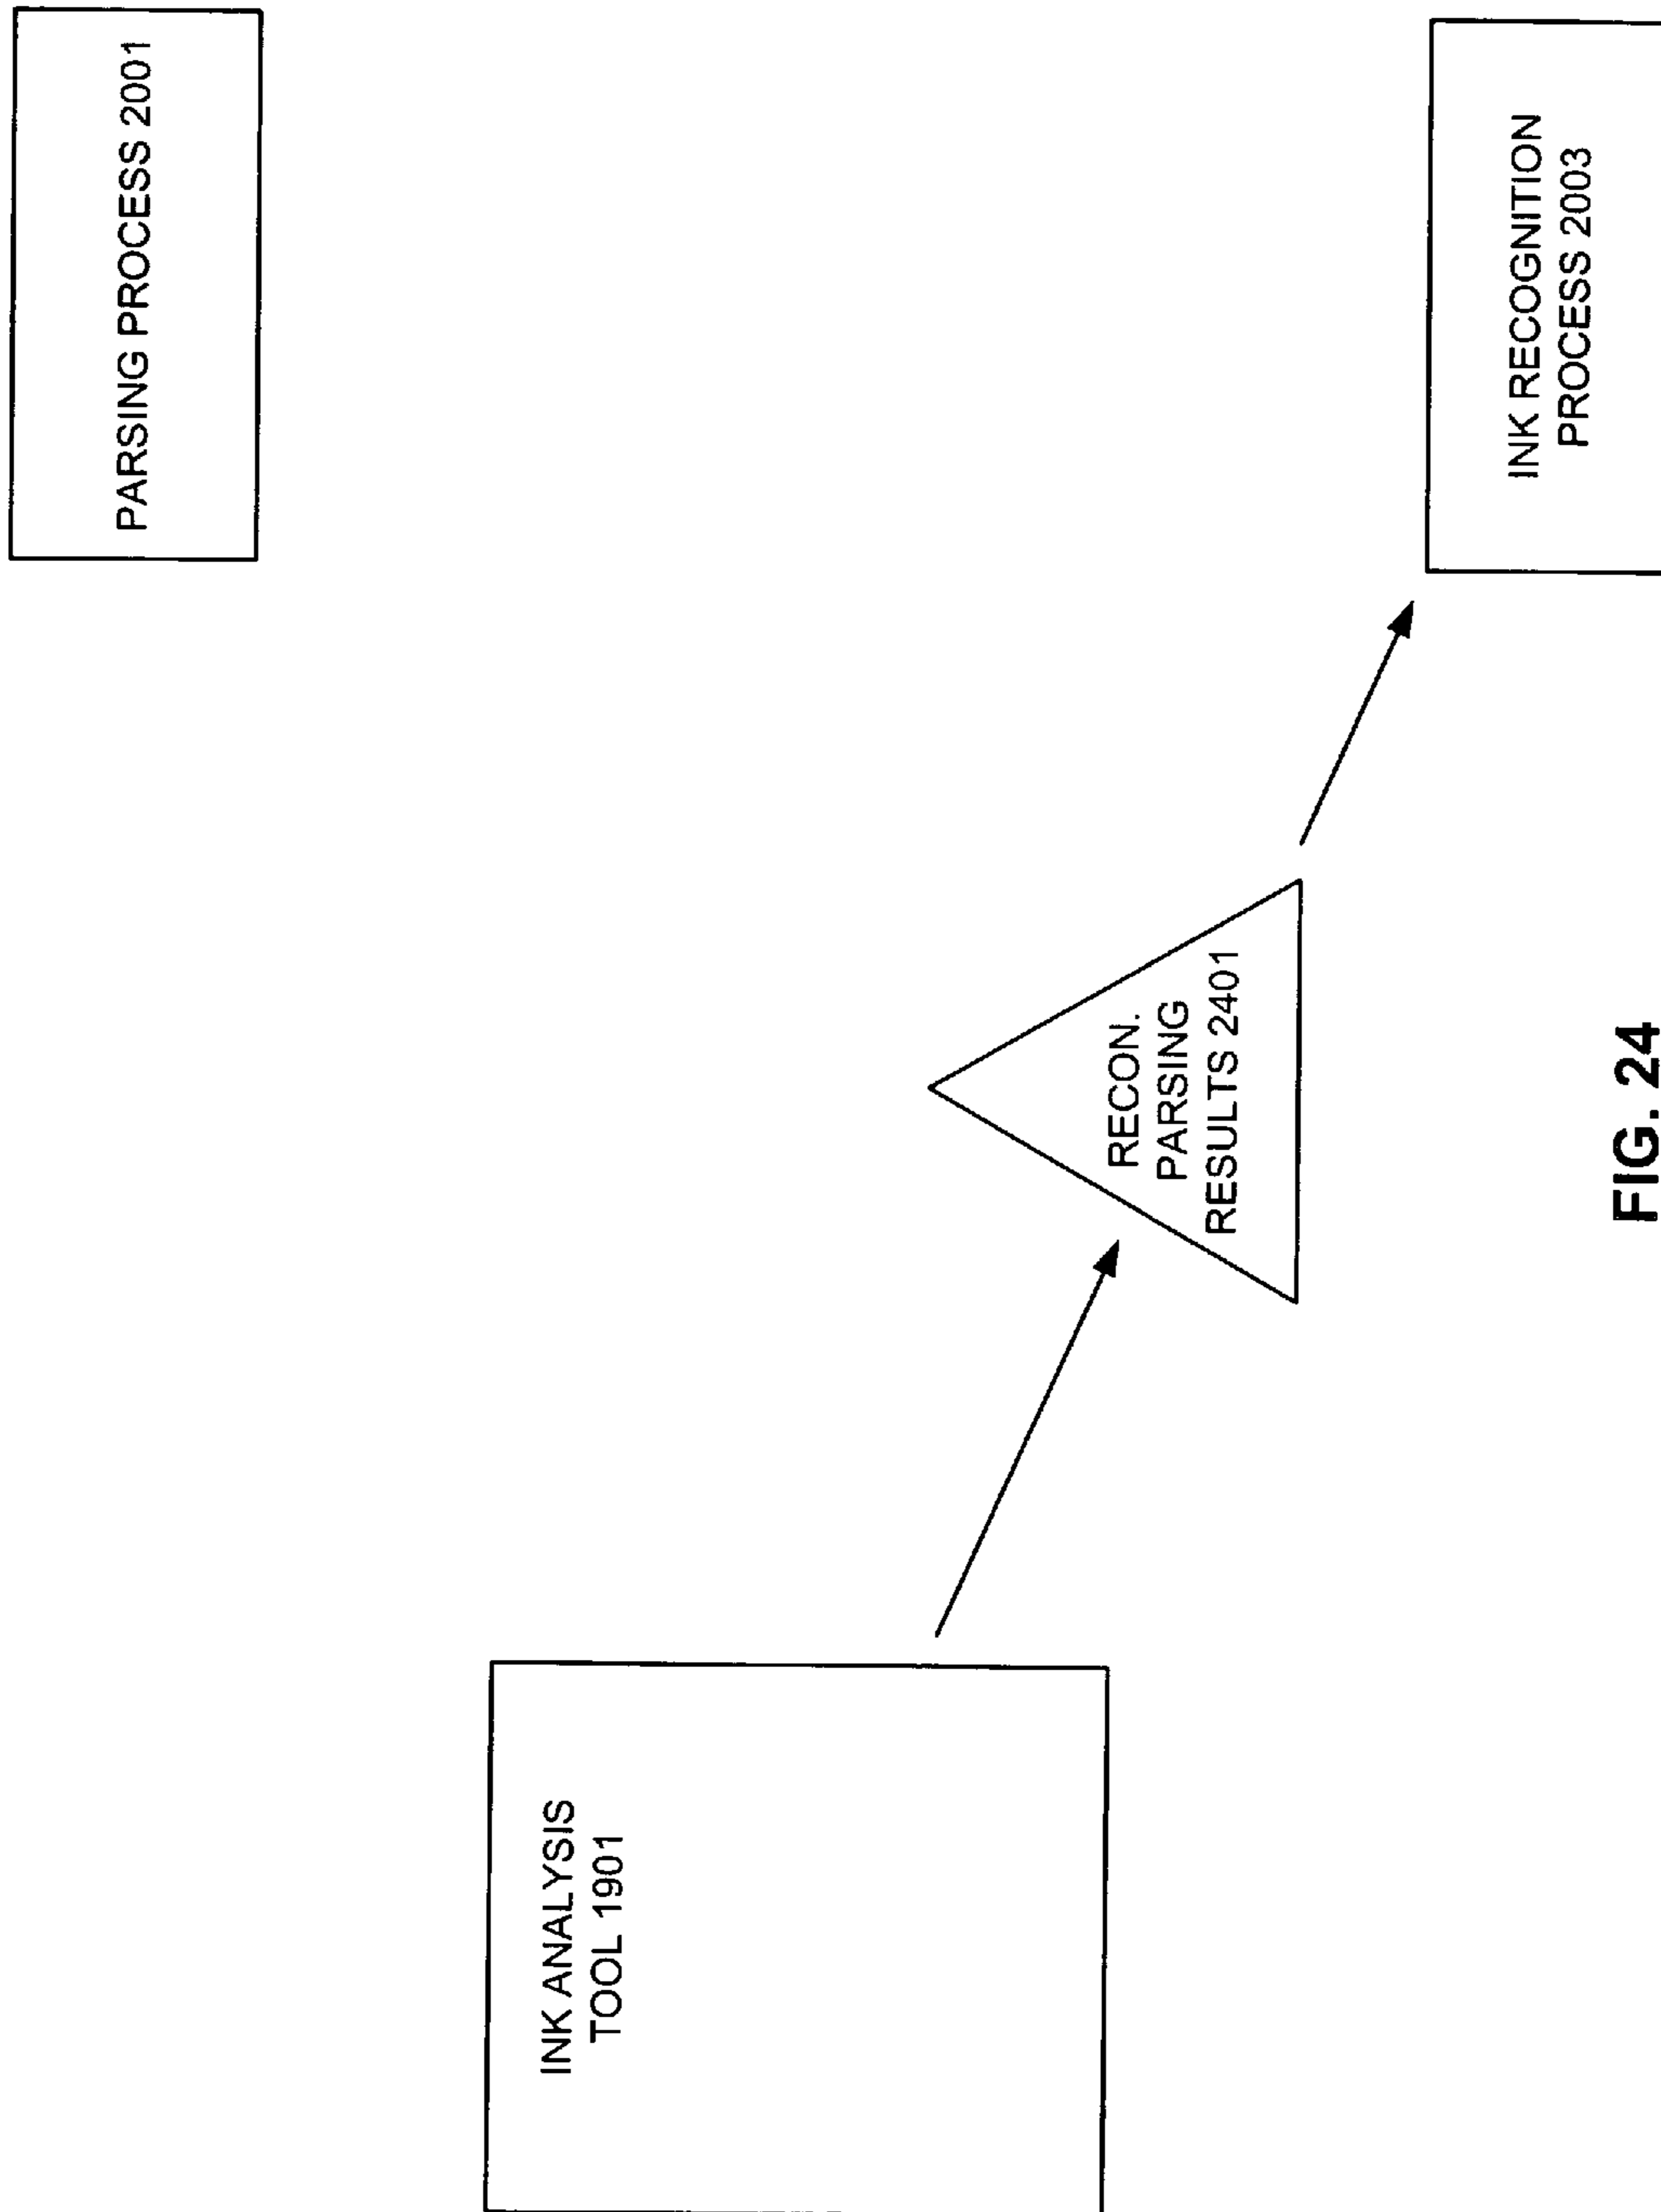 PARSING PROCESS 2001
INK ANALYSIS
TOOL 1901
RECON.
PARSING
RESULTS 2401
INK RECOGNITION
PROCESS 2003
FIG. 24